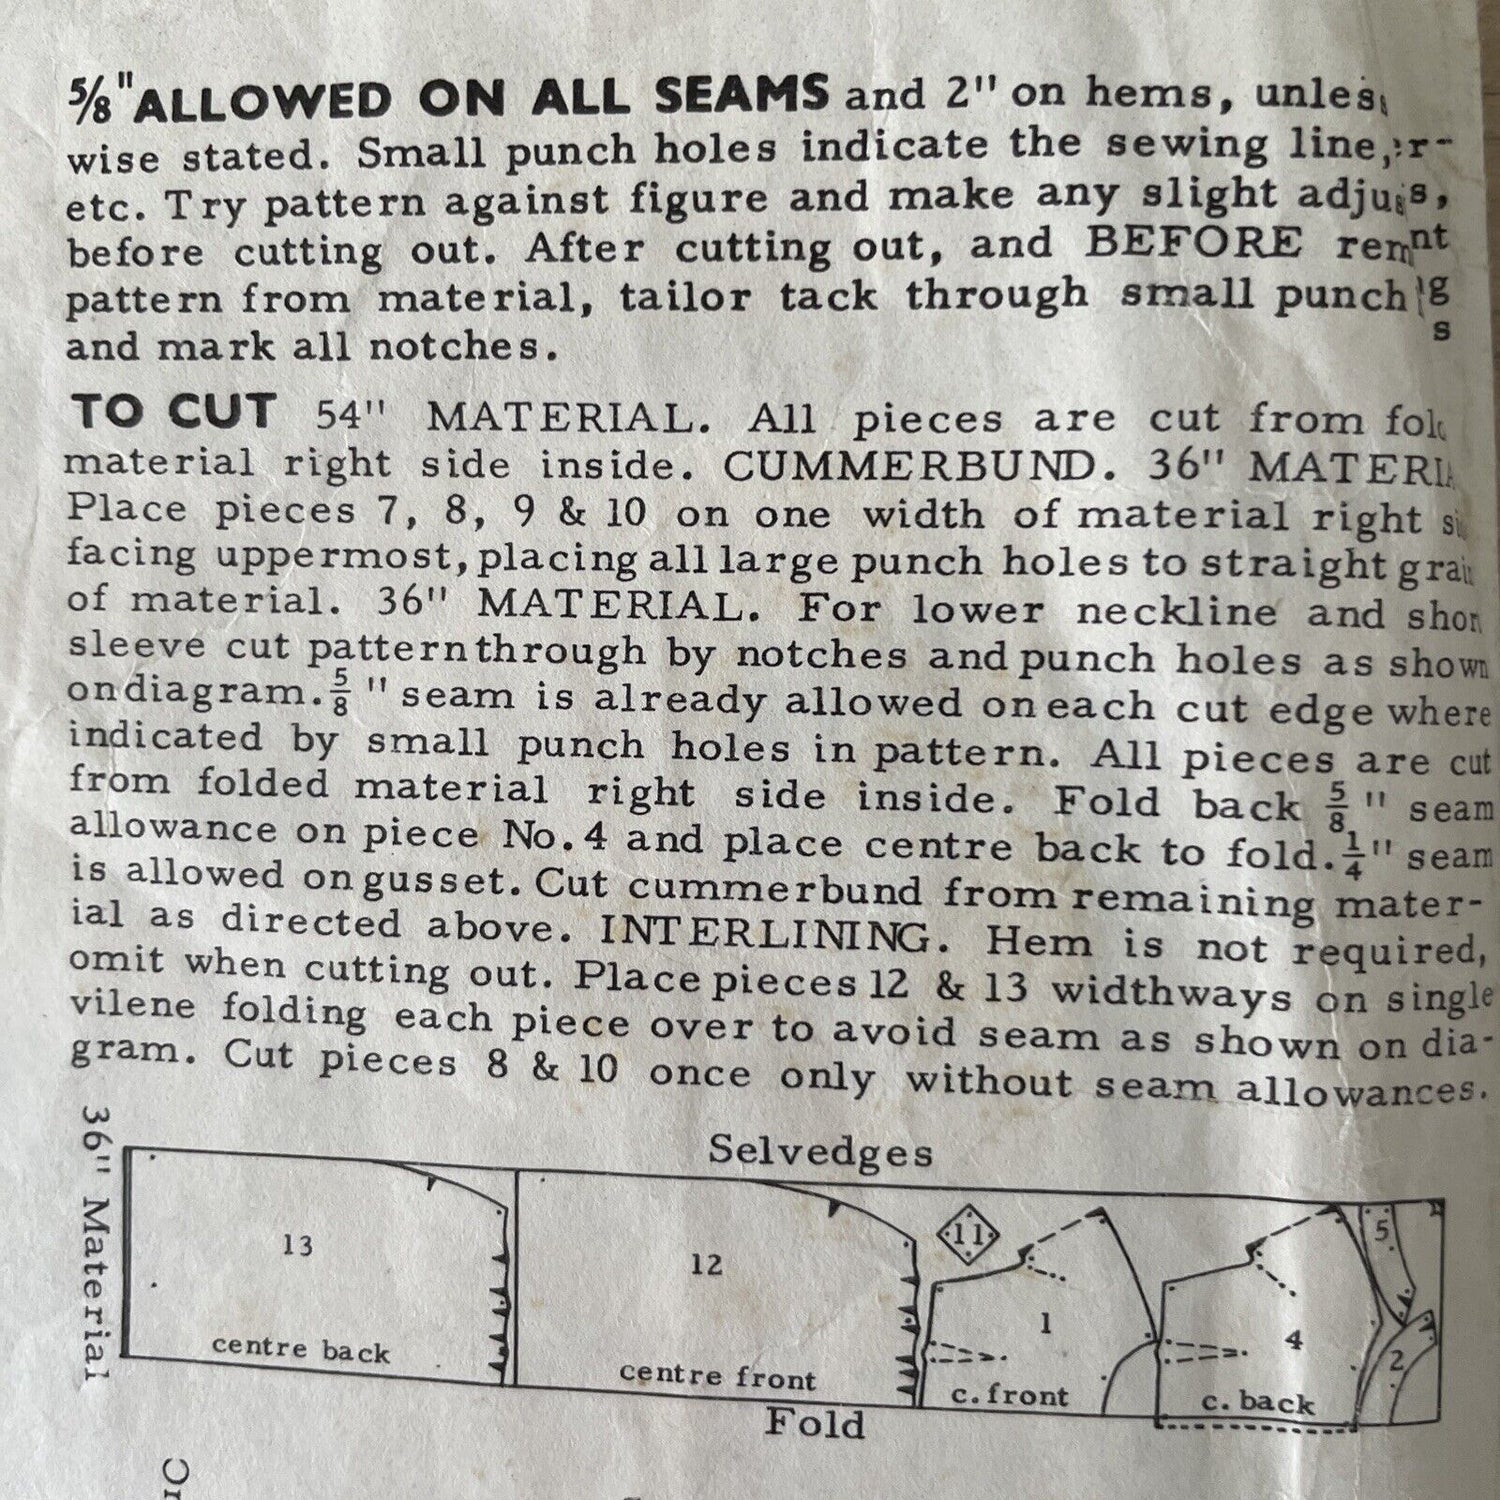 ⅝" ALLOWED ON ALL SEAMS and 2" on hems,
wise stated. Small punch holes indicate the sewing line,
etc. Try pattern against figure and make any slight
before cutting out. After cutting out, and BEFORE
pattern from material, tailor tack through small punch
and mark all notches.
TO CUT 54" MATERIAL. All pieces are cut from
material right side inside. CUMMERBUND. 36"
Place pieces 7, 8, 9 & 10 on one width of material right
facing uppermost, placing all large punch holes to straight
of material. 36" MATERIAL. For lower neckline and
sleeve cut pattern through by notches and punch holes as shown
on diagram. ⅝" seam is already allowed on each cut edge where
indicated by small punch holes in pattern. All pieces are cut
from folded material right side inside. Fold back ⅝" seam
allowance on piece No. 4 and place centre back to fold. ¼" seam
is allowed on gusset. Cut cummerbund from remaining mater-
ial as directed above. INTERLINING. Hem is not required,
omit when cutting out. Place pieces 12 & 13 widthways on single
vilene folding each piece over to avoid seam as shown on dia-
gram. Cut pieces 8 & 10 once only without seam allowances.
36" Material
Selvedges
13
12
11
1
4
5
2
centre back
centre front
c. front
c. back
Fold